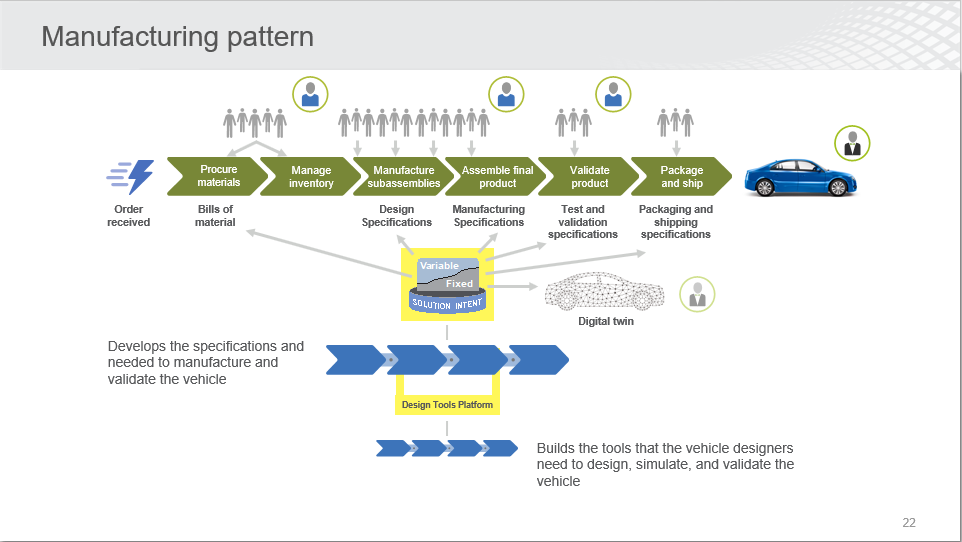 Manufacturing pattern
Procure
materials
Manage
inventory
Manufacture
subassemblies
Assemble final
product
Validate
product
Package
and ship
Order
received
Bills of
material
Design
Specifications
Manufacturing
Specifications
Test and
validation
specifications
Packaging and
shipping
specifications
Variable
Fixed
SOLUTION INTENT
Digital twin
Develops the specifications and
needed to manufacture and
validate the vehicle
Design Tools Platform
Builds the tools that the vehicle designers
need to design, simulate, and validate the
vehicle
22